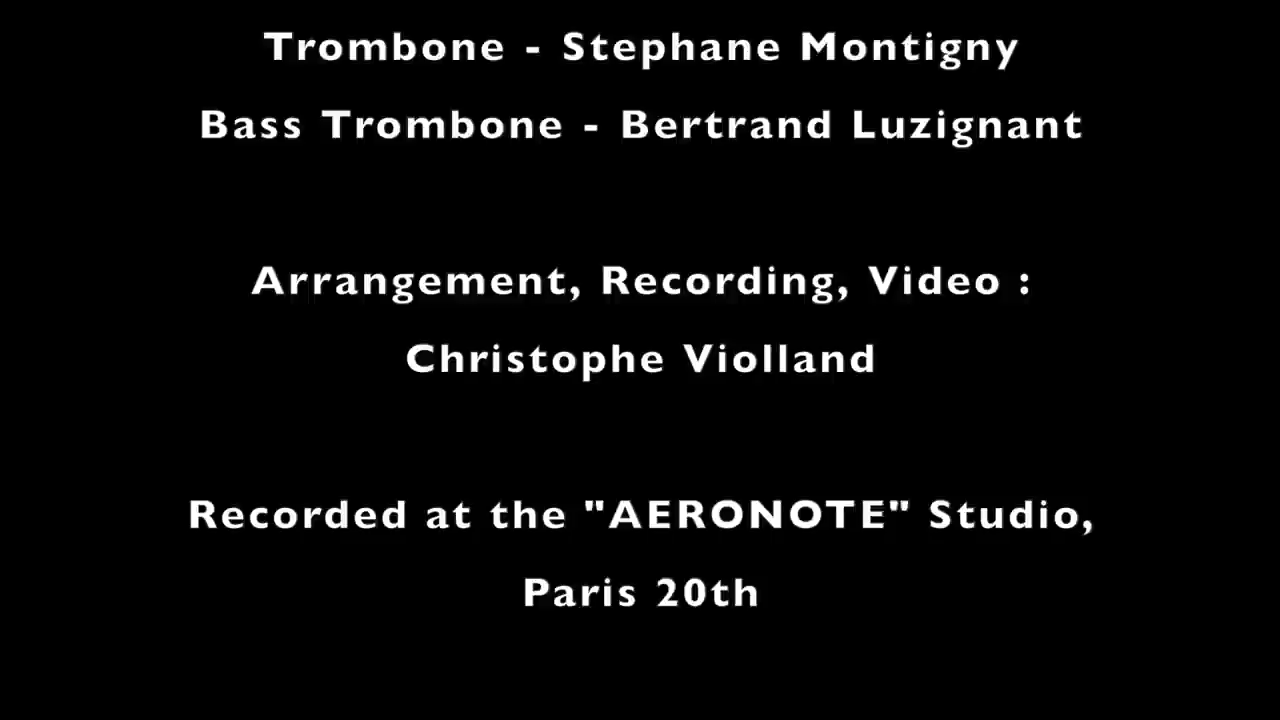 Trombone - Stephane Montigny
Bass Trombone - Bertrand Luzignant
Arrangement, Recording, Video :
Christophe Violland
Recorded at the "AERONOTE" Studio,
Paris 20th